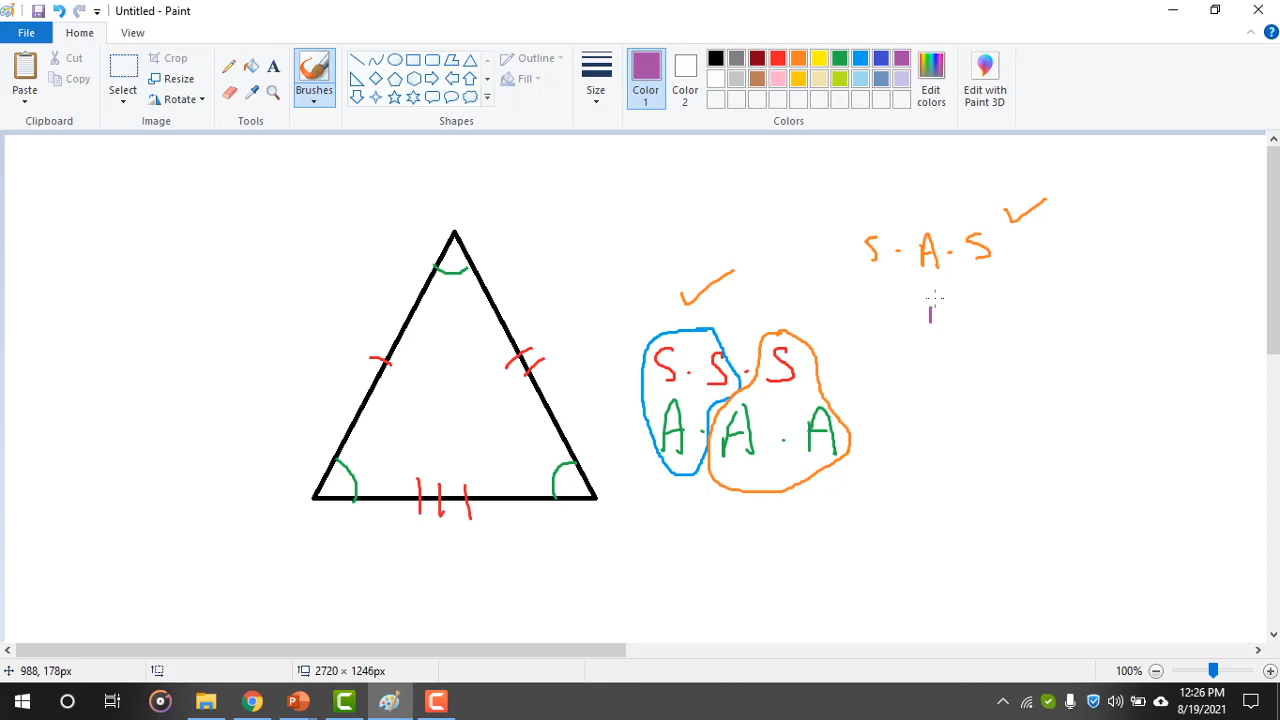 Untitled - Paint
File Home View
Paste
Cut
Copy
Clipboard
Select
Crop
Resize
Rotate
Image
A
Tools
Brushes
Outline
Fill
Shapes
Size
Color 1
Color 2
Edit colors
Colors
Edit with Paint 3D
S . A . S
S . S . S
A . A . A
988, 178px
2720 × 1246px
100%
12:26 PM
8/19/2021